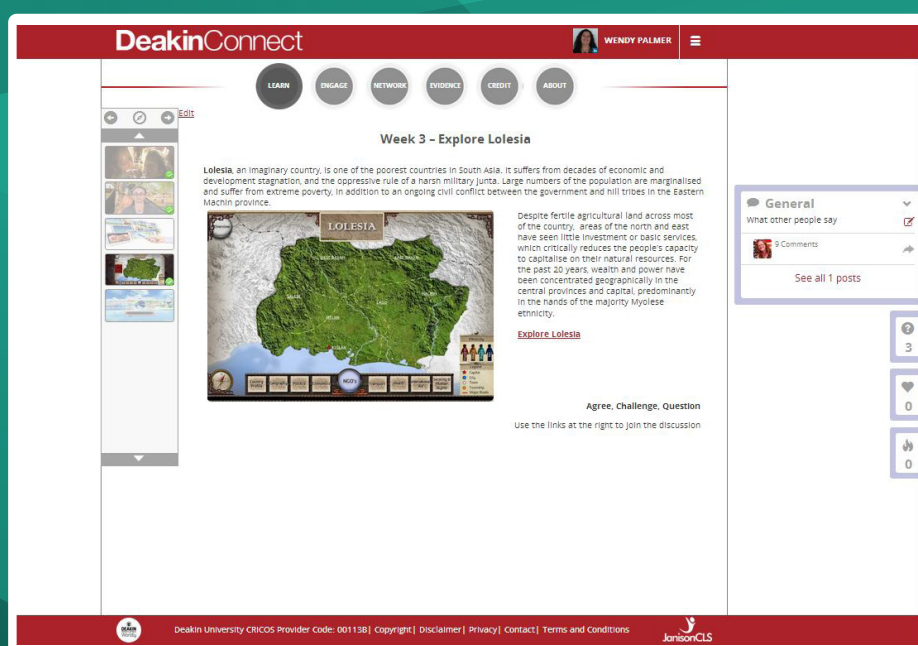 DeakinConnect
WENDY PALMER
LEARN ENGAGE NETWORK EVIDENCE CREDIT ABOUT
Edit
Week 3 – Explore Lolesia
Lolesia, an imaginary country, is one of the poorest countries in South Asia. It suffers from decades of economic and
development stagnation, and the oppressive rule of a harsh military junta. Large numbers of the population are marginalised
and suffer from extreme poverty, in addition to an ongoing civil conflict between the government and hill tribes in the Eastern
Machin province.
LOLESIA
NGO's
Despite fertile agricultural land across most
of the country, areas of the north and east
have seen little investment or basic services,
which critically reduces the people's capacity
to capitalise on their natural resources. For
the past 20 years, wealth and power have
been concentrated geographically in the
central provinces and capital, predominantly
in the hands of the majority Myolese
ethnicity.
Explore Lolesia
Agree, Challenge, Question
Use the links at the right to join the discussion
General
What other people say
9 Comments
See all 1 posts
3
0
0
Deakin University CRICOS Provider Code: 00113B| Copyright| Disclaimer| Privacy| Contact| Terms and Conditions
JanisonCLS